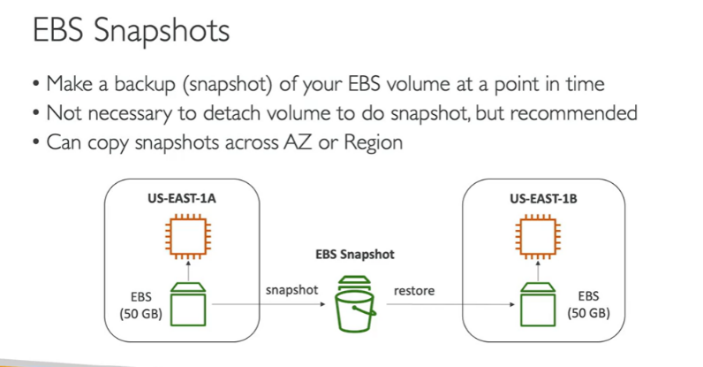 EBS Snapshots
• Make a backup (snapshot) of your EBS volume at a point in time
• Not necessary to detach volume to do snapshot, but recommended
• Can copy snapshots across AZ or Region
US-EAST-1A
US-EAST-1B
EBS Snapshot
EBS
(50 GB)
snapshot
restore
EBS
(50 GB)